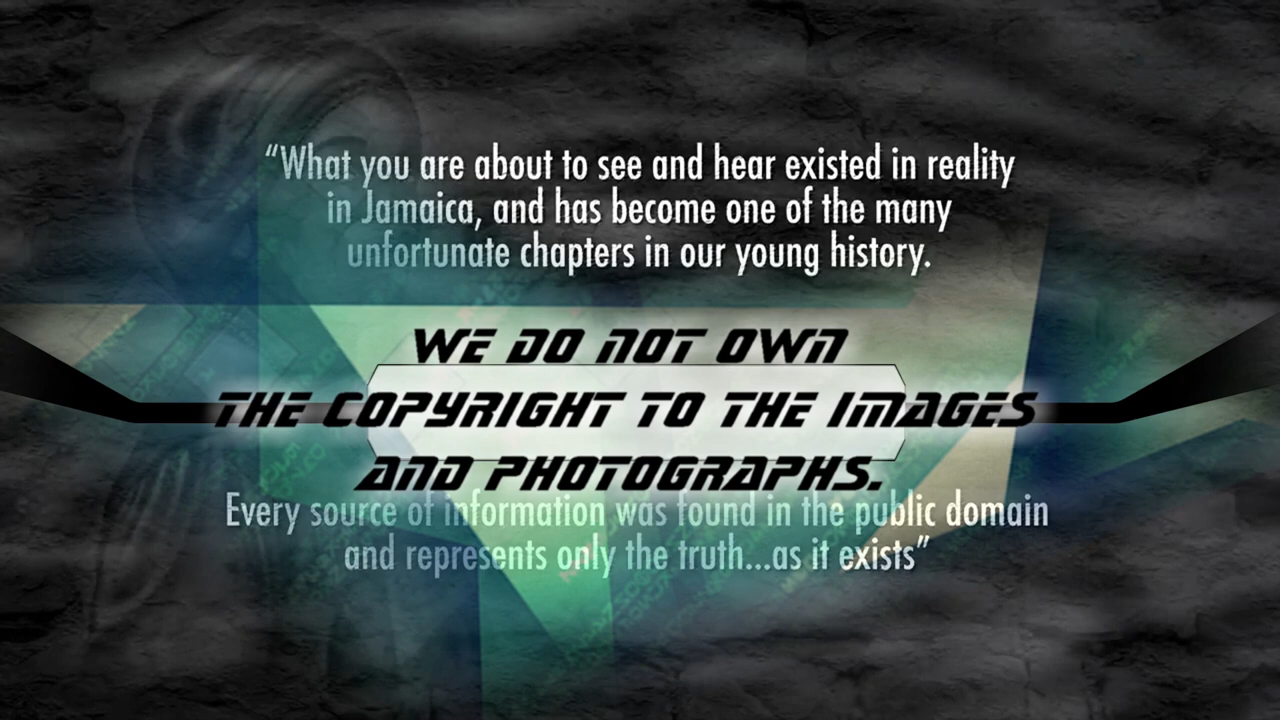 “What you are about to see and hear existed in reality
in Jamaica, and has become one of the many
unfortunate chapters in our young history.
WE DO NOT OWN
THE COPYRIGHT TO THE IMAGES
AND PHOTOGRAPHS.
Every source of information was found in the public domain
and represents only the truth...as it exists”